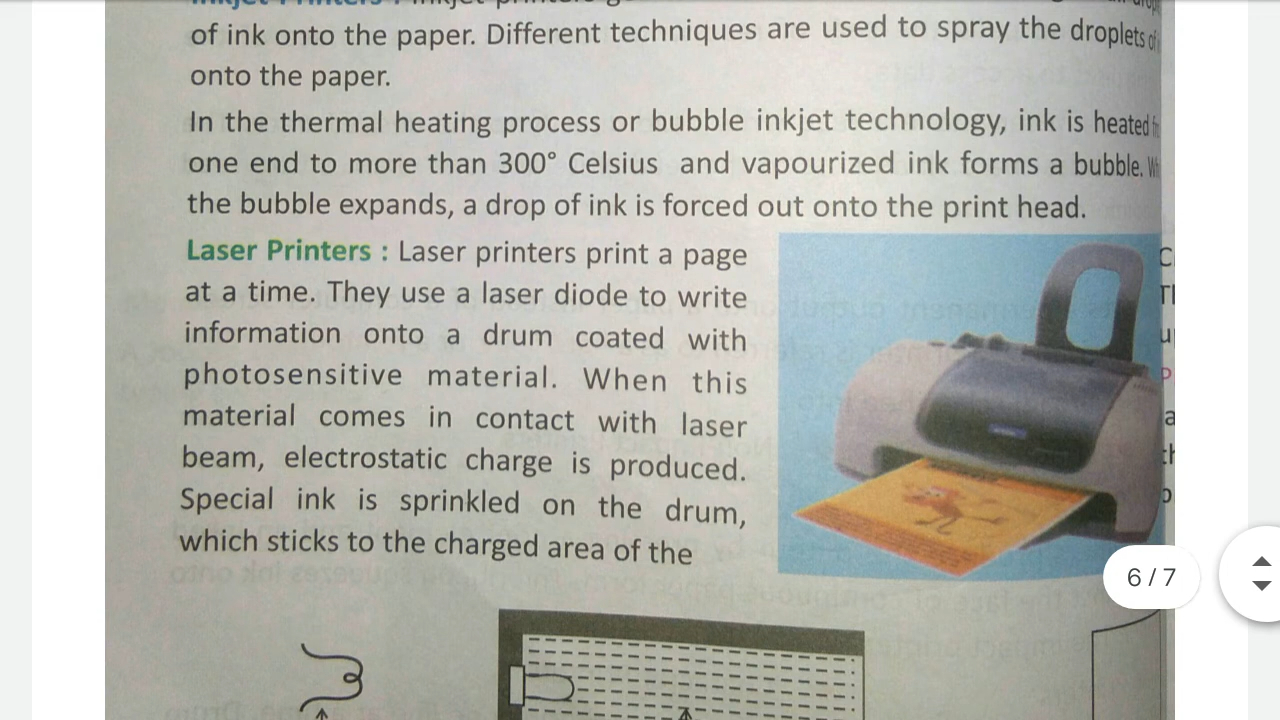 of ink onto the paper. Different techniques are used to spray the droplets of
onto the paper.
In the thermal heating process or bubble inkjet technology, ink is heated
one end to more than 300° Celsius and vapourized ink forms a bubble.
the bubble expands, a drop of ink is forced out onto the print head.
Laser Printers : Laser printers print a page
at a time. They use a laser diode to write
information onto a drum coated with
photosensitive material. When this
material comes in contact with laser
beam, electrostatic charge is produced.
Special ink is sprinkled on the drum,
which sticks to the charged area of the
6 / 7